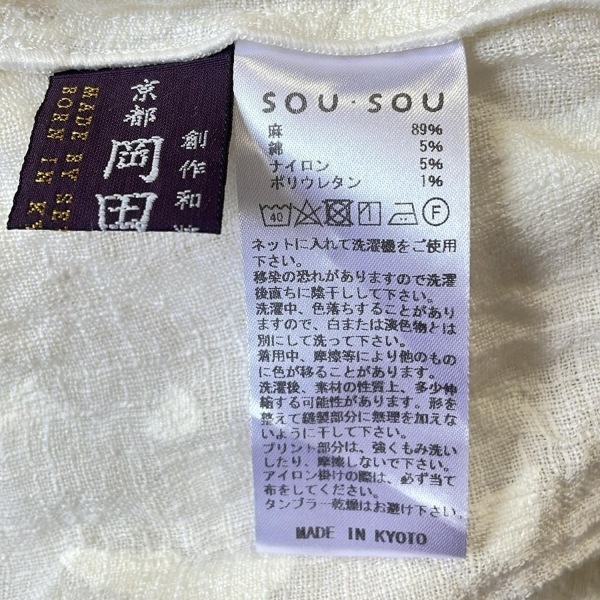 SOU・SOU
麻 89%
綿 5%
ナイロン 5%
ポリウレタン 1%
40 F
ネットに入れて洗濯機をご使用
下さい。
移染の恐れがありますので洗濯
後直ちに陰干しして下さい。
洗濯中、色落ちすることがあり
ますので、白または淡色物とは
別にして洗って下さい。
着用中、摩擦等により他のもの
に色が移ることがあります。
洗濯後、素材の性質上、多少伸
縮する可能性があります。形を
整えて縫製部分に無理を加えな
いように干して下さい。
プリント部分は、強くもみ洗い
したり、摩擦しないで下さい。
アイロン掛けの際は、必ず当て
布をしてください。
タンブラー乾燥はお避け下さい。
MADE IN KYOTO
創作和
京都
岡田
MADE BY
BORN IN